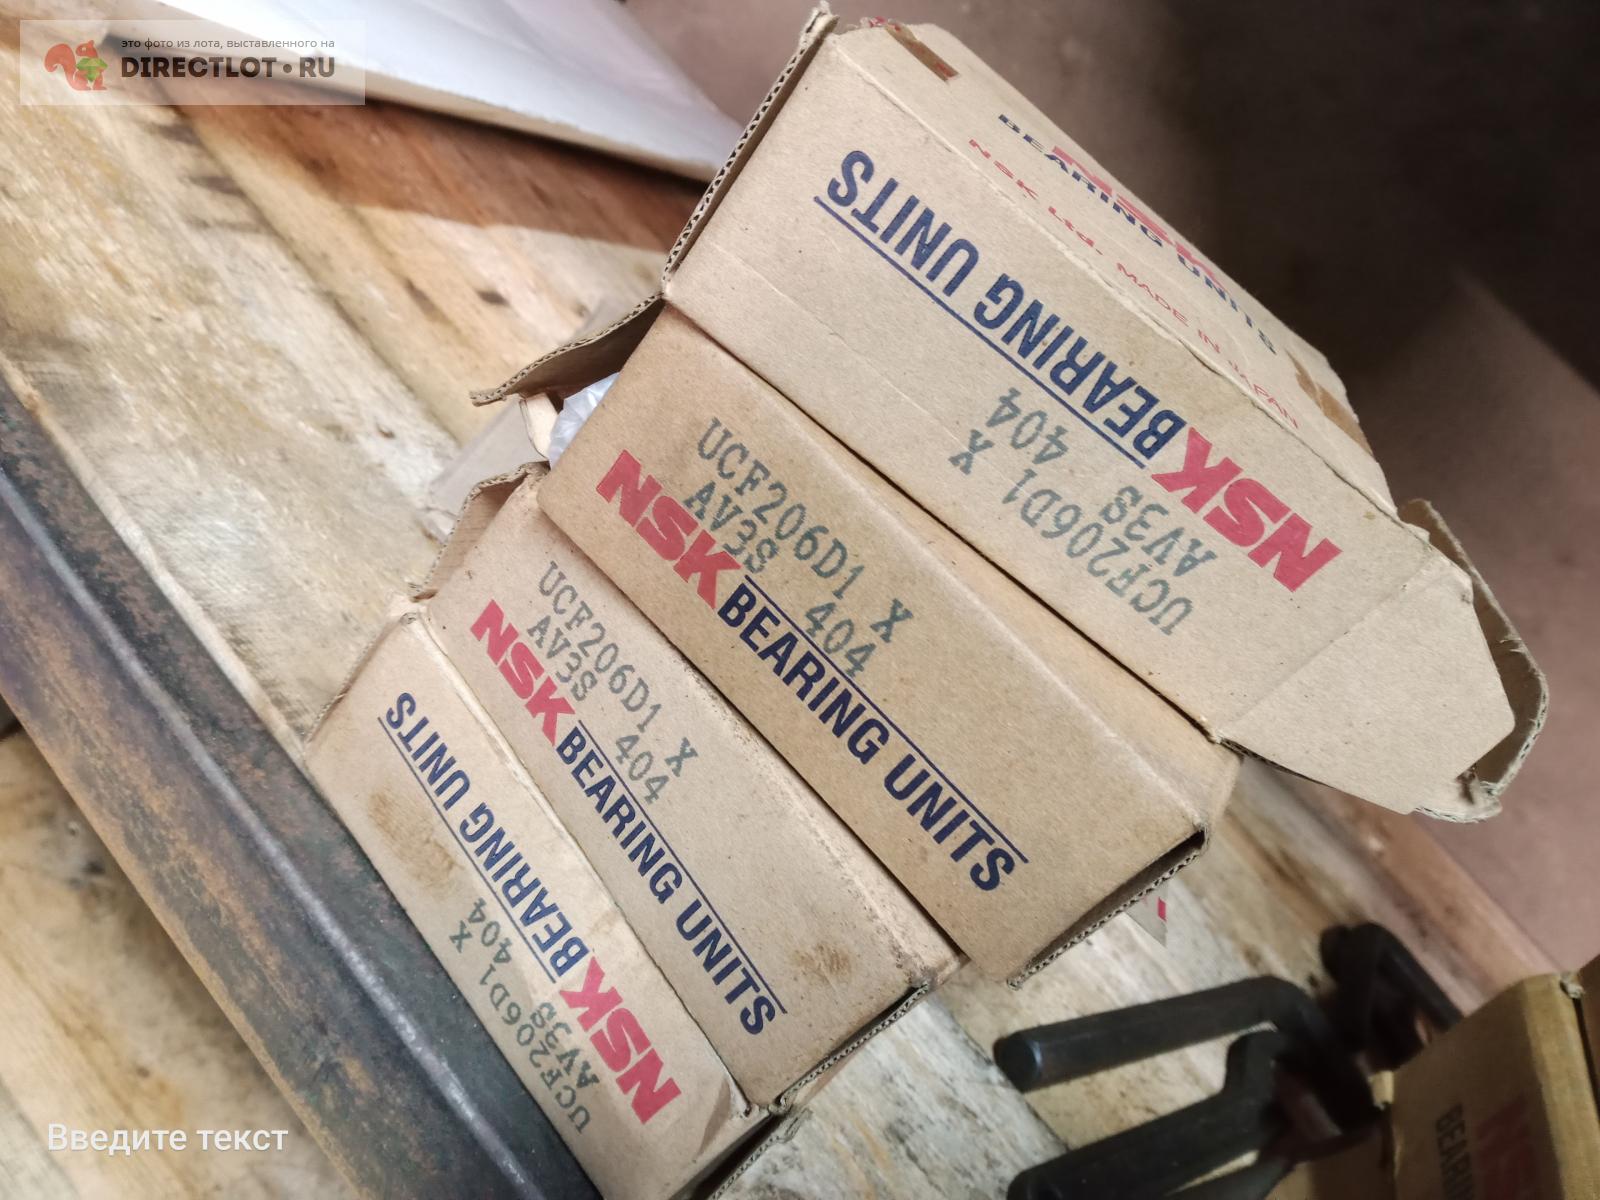 это фото из лота, выставленного на
DIRECTLOT.RU
BEARING UNITS
NSK Ltd. MADE IN JAPAN
NSK BEARING UNITS
UCF206D1 X
AV3S 404
UCF206D1 X
AV3S 404
NSK BEARING UNITS
UCF206D1 X
AV3S 404
NSK BEARING UNITS
NSK BEARING UNITS
UCF206D1 X
AV3S 404
Введите текст